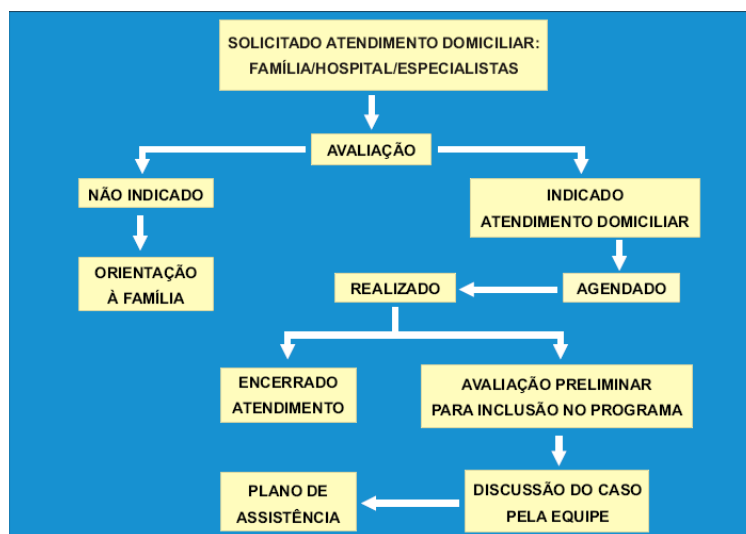 SOLICITADO ATENDIMENTO DOMICILIAR:
FAMÍLIA/HOSPITAL/ESPECIALISTAS
AVALIAÇÃO
NÃO INDICADO
INDICADO
ATENDIMENTO DOMICILIAR
ORIENTAÇÃO
À FAMÍLIA
REALIZADO
AGENDADO
ENCERRADO
ATENDIMENTO
AVALIAÇÃO PRELIMINAR
PARA INCLUSÃO NO PROGRAMA
PLANO DE
ASSISTÊNCIA
DISCUSSÃO DO CASO
PELA EQUIPE